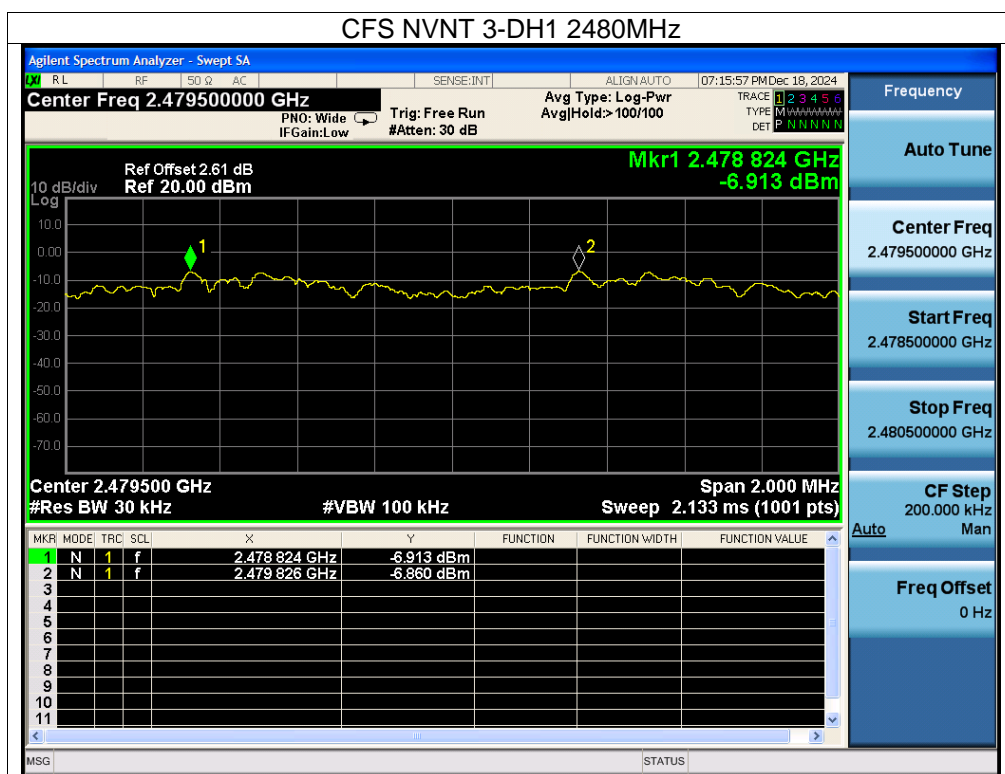 CFS NVNT 3-DH1 2480MHz
Agilent Spectrum Analyzer - Swept SA
LXI RL RF 50 Ω AC SENSE:INT ALIGN AUTO 07:15:57 PM Dec 18, 2024
Center Freq 2.479500000 GHz
PNO: Wide
IFGain:Low
Trig: Free Run
#Atten: 30 dB
Avg Type: Log-Pwr
Avg|Hold:>100/100
TRACE 1 2 3 4 5 6
TYPE M W W W W W
DET P N N N N N
Mkr1 2.478 824 GHz
-6.913 dBm
Ref Offset 2.61 dB
10 dB/div Ref 20.00 dBm
Log
10.0
0.00
-10.0
-20.0
-30.0
-40.0
-50.0
-60.0
-70.0
1
2
Center 2.479500 GHz Span 2.000 MHz
#Res BW 30 kHz #VBW 100 kHz Sweep 2.133 ms (1001 pts)
MKR MODE TRC SCL X Y FUNCTION FUNCTION WIDTH FUNCTION VALUE
1 N 1 f 2.478 824 GHz -6.913 dBm
2 N 1 f 2.479 826 GHz -6.860 dBm
3
4
5
6
7
8
9
10
11
MSG STATUS
Frequency
Auto Tune
Center Freq
2.479500000 GHz
Start Freq
2.478500000 GHz
Stop Freq
2.480500000 GHz
CF Step
200.000 kHz
Auto Man
Freq Offset
0 Hz